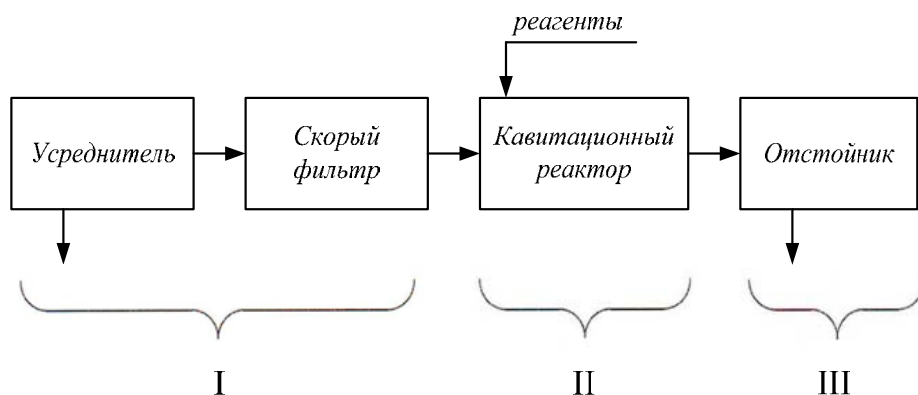 реагенты
Усреднитель
Скорый
фильтр
Кавитационный
реактор
Отстойник
I
II
III